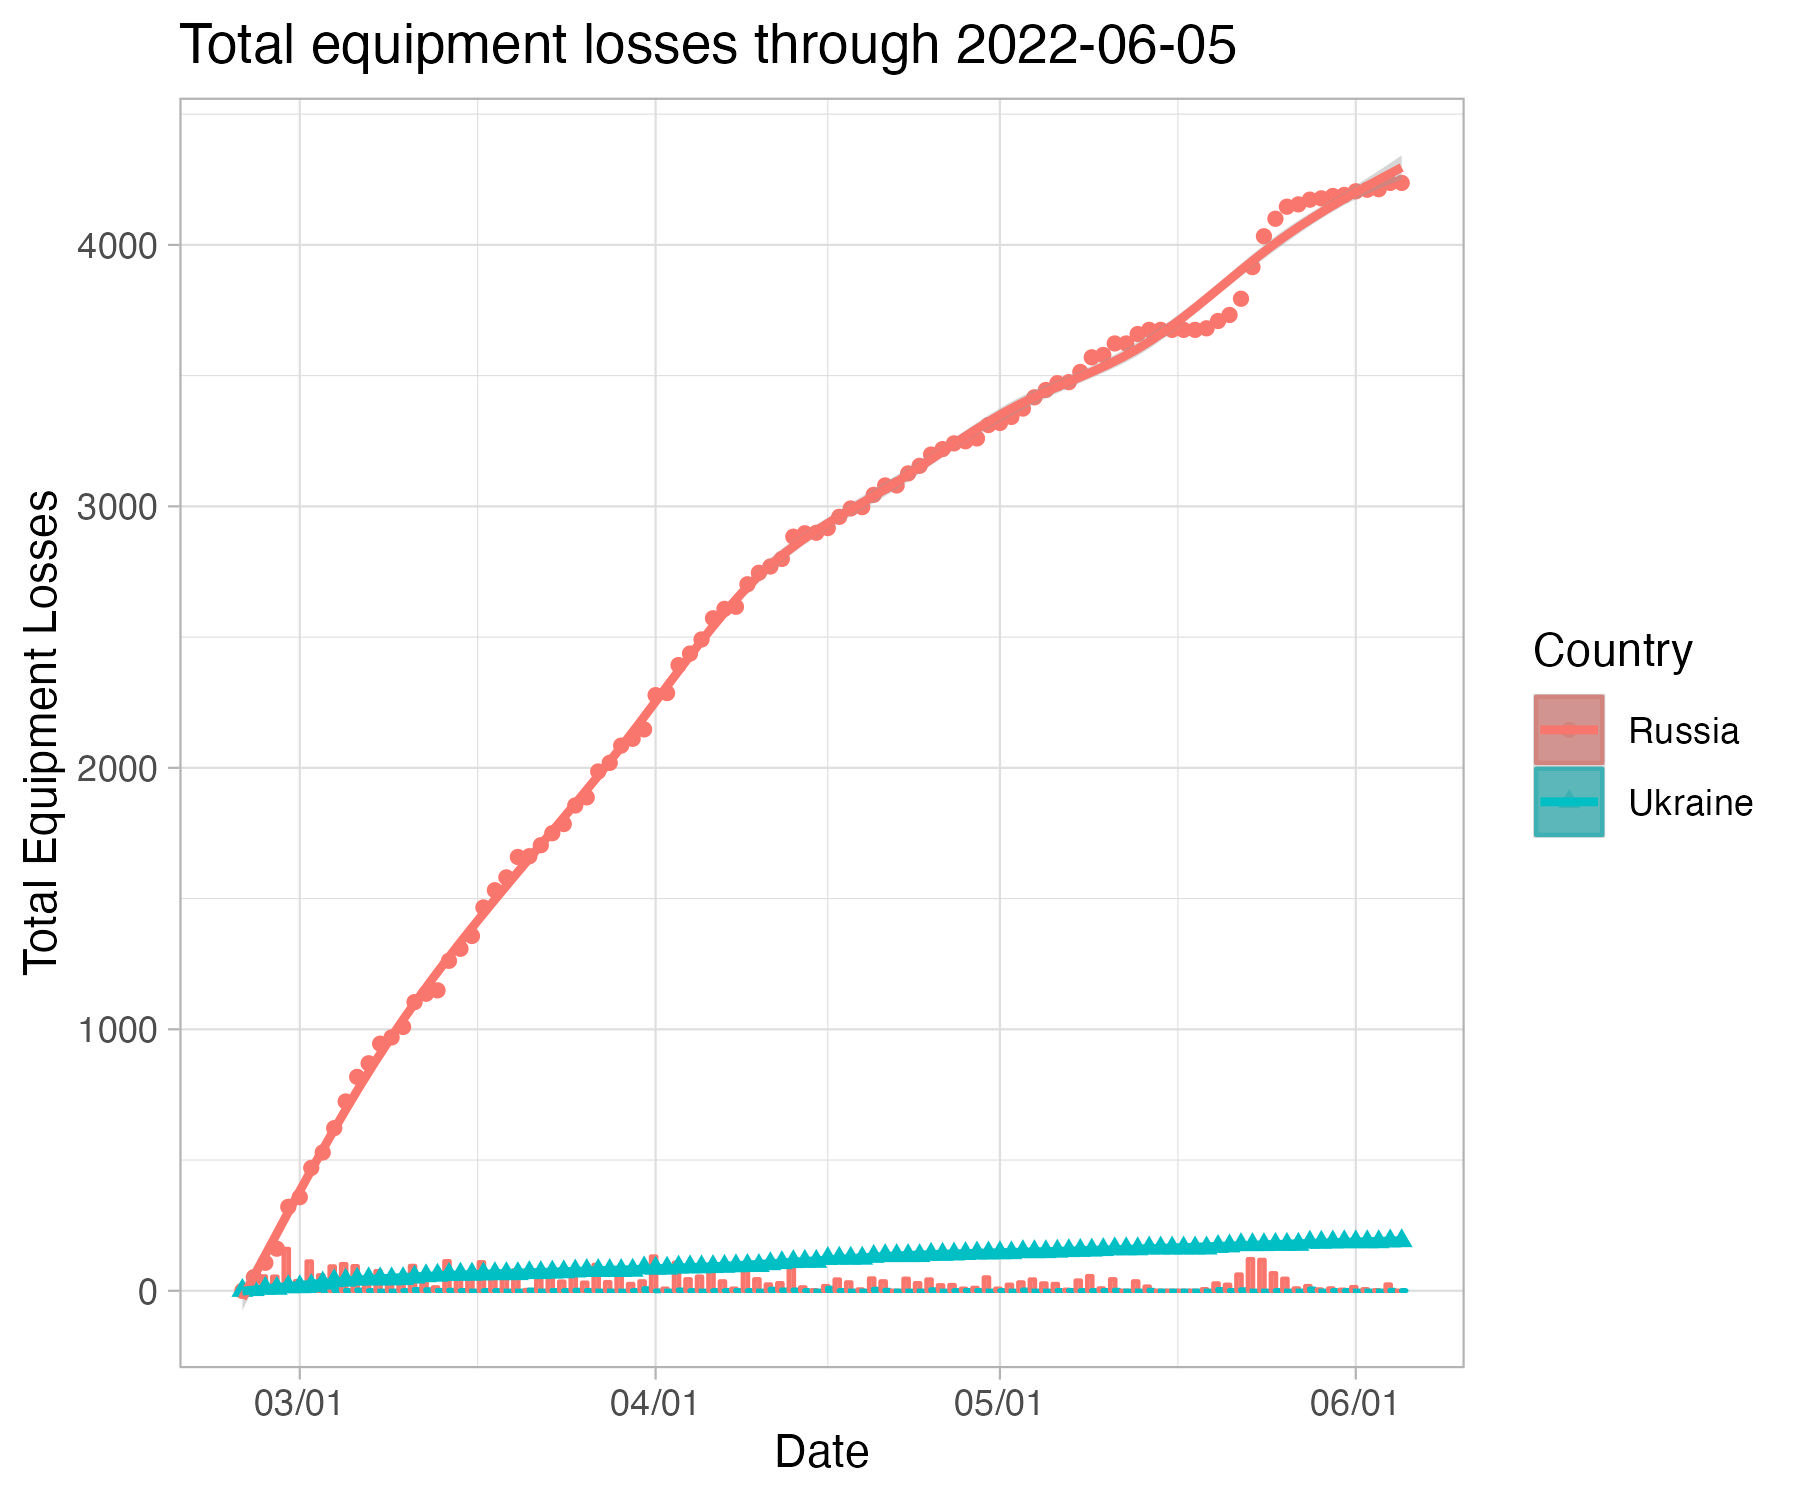 Total equipment losses through 2022-06-05
Total Equipment Losses
4000
3000
2000
1000
0
03/01
04/01
05/01
06/01
Date
Country
Russia
Ukraine